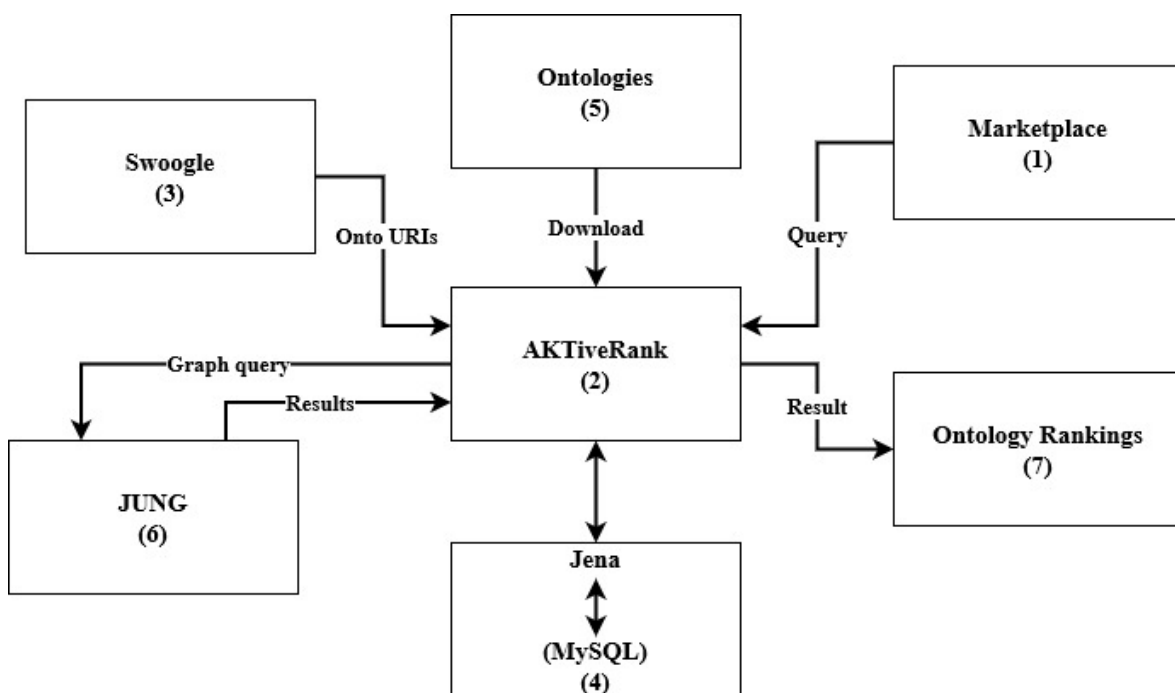 Ontologies
(5)
Marketplace
(1)
Swoogle
(3)
Onto URIs
Download
Query
AKTiveRank
(2)
Graph query
Results
Result
Ontology Rankings
(7)
JUNG
(6)
Jena
(MySQL)
(4)